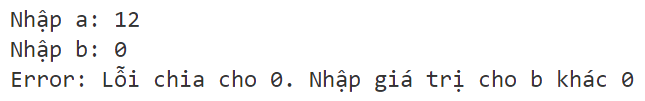 Nhập a: 12
Nhập b: 0
Error: Lỗi chia cho 0. Nhập giá trị cho b khác 0